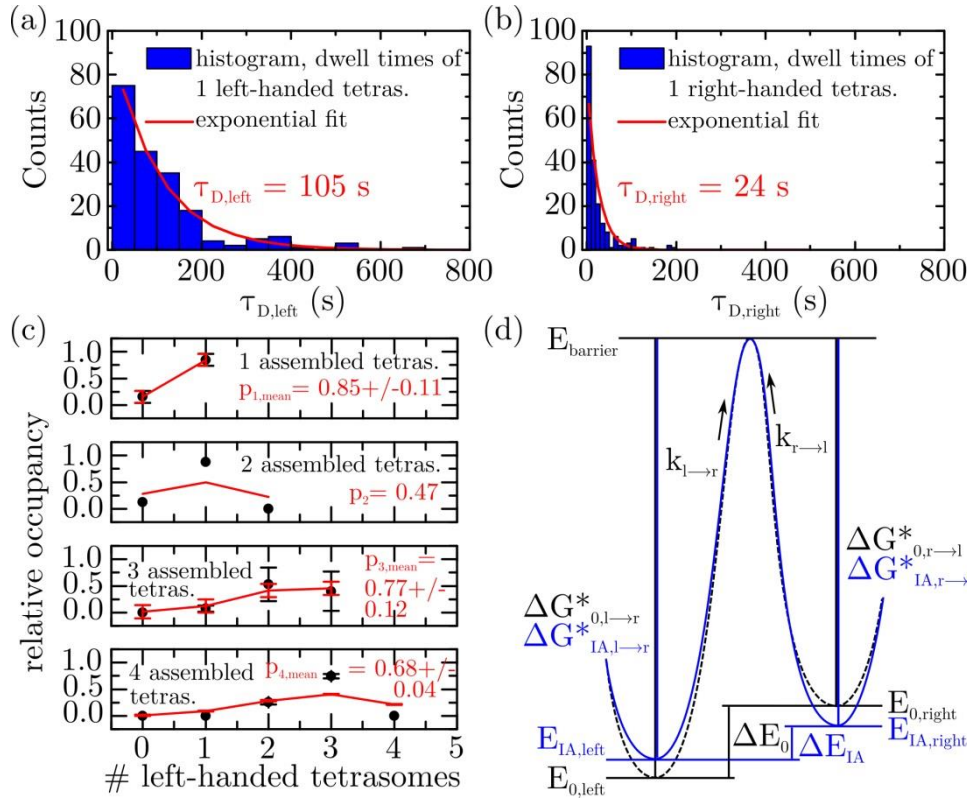 (a)
100
80
60
40
20
0
Counts
histogram, dwell times of
1 left-handed tetras.
exponential fit
τD,left = 105 s
0 200 400 600 800
τD,left (s)
(b)
100
80
60
40
20
0
Counts
histogram, dwell times of
1 right-handed tetras.
exponential fit
τD,right = 24 s
0 200 400 600 800
τD,right (s)
(c)
relative occupancy
1.0
0.5
0.0
1 assembled tetras.
p1,mean = 0.85+/-0.11
1.0
0.5
0.0
2 assembled tetras.
p2= 0.47
1.0
0.5
0.0
3 assembled
tetras.
p3,mean=
0.77+/-
0.12
1.0
0.5
0.0
4 assembled
tetras.
p4,mean = 0.68+/-
0.04
0 1 2 3 4 5
# left-handed tetrasomes
(d)
Ebarrier
kl→r
kr→l
ΔG*0,l→r
ΔG*IA,l→r
ΔG*0,r→l
ΔG*IA,r→
EIA,left
E0,left
ΔE0
ΔEIA
E0,right
EIA,right